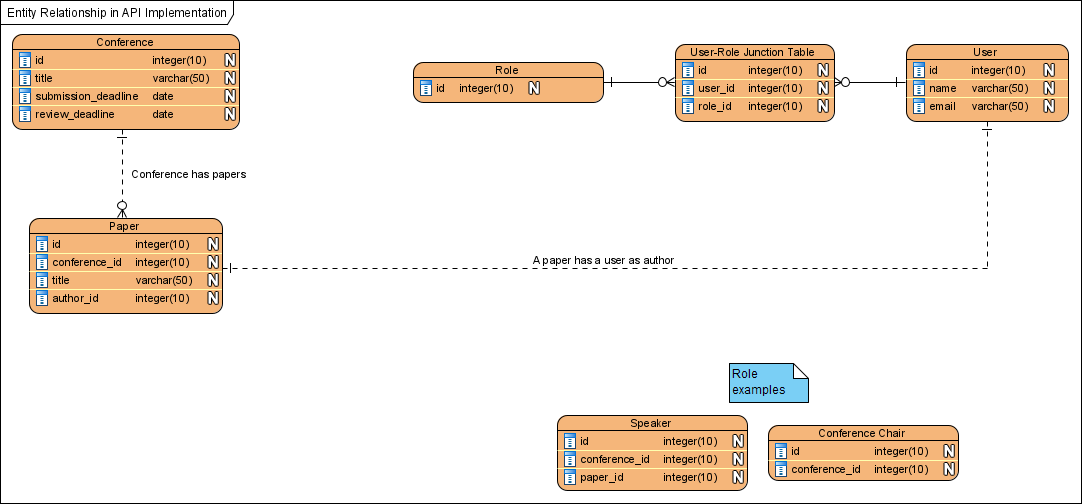 Entity Relationship in API Implementation
Conference
id integer(10) N
title varchar(50) N
submission_deadline date N
review_deadline date N
Role
id integer(10) N
User-Role Junction Table
id integer(10) N
user_id integer(10) N
role_id integer(10) N
User
id integer(10) N
name varchar(50) N
email varchar(50) N
Conference has papers
Paper
id integer(10) N
conference_id integer(10) N
title varchar(50) N
author_id integer(10) N
A paper has a user as author
Role
examples
Speaker
id integer(10) N
conference_id integer(10) N
paper_id integer(10) N
Conference Chair
id integer(10) N
conference_id integer(10) N